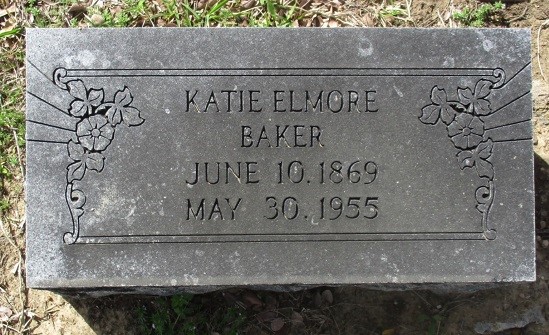 KATIE ELMORE
BAKER
JUNE 10.1869
MAY 30.1955